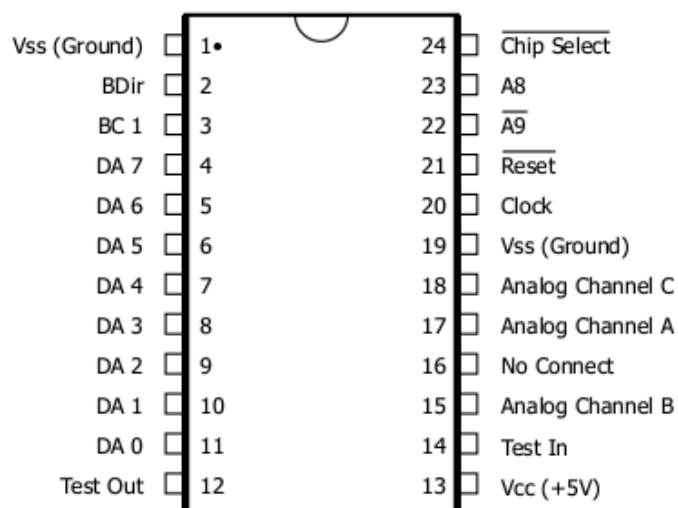 Vss (Ground) 1• 24 Chip Select
BDir 2 23 A8
BC 1 3 22 A9
DA 7 4 21 Reset
DA 6 5 20 Clock
DA 5 6 19 Vss (Ground)
DA 4 7 18 Analog Channel C
DA 3 8 17 Analog Channel A
DA 2 9 16 No Connect
DA 1 10 15 Analog Channel B
DA 0 11 14 Test In
Test Out 12 13 Vcc (+5V)